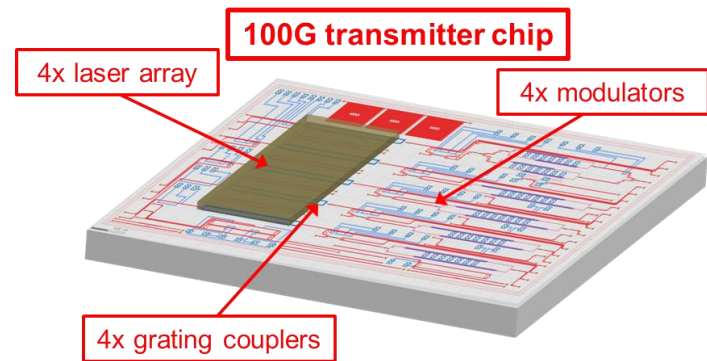 100G transmitter chip
4x laser array
4x modulators
4x grating couplers